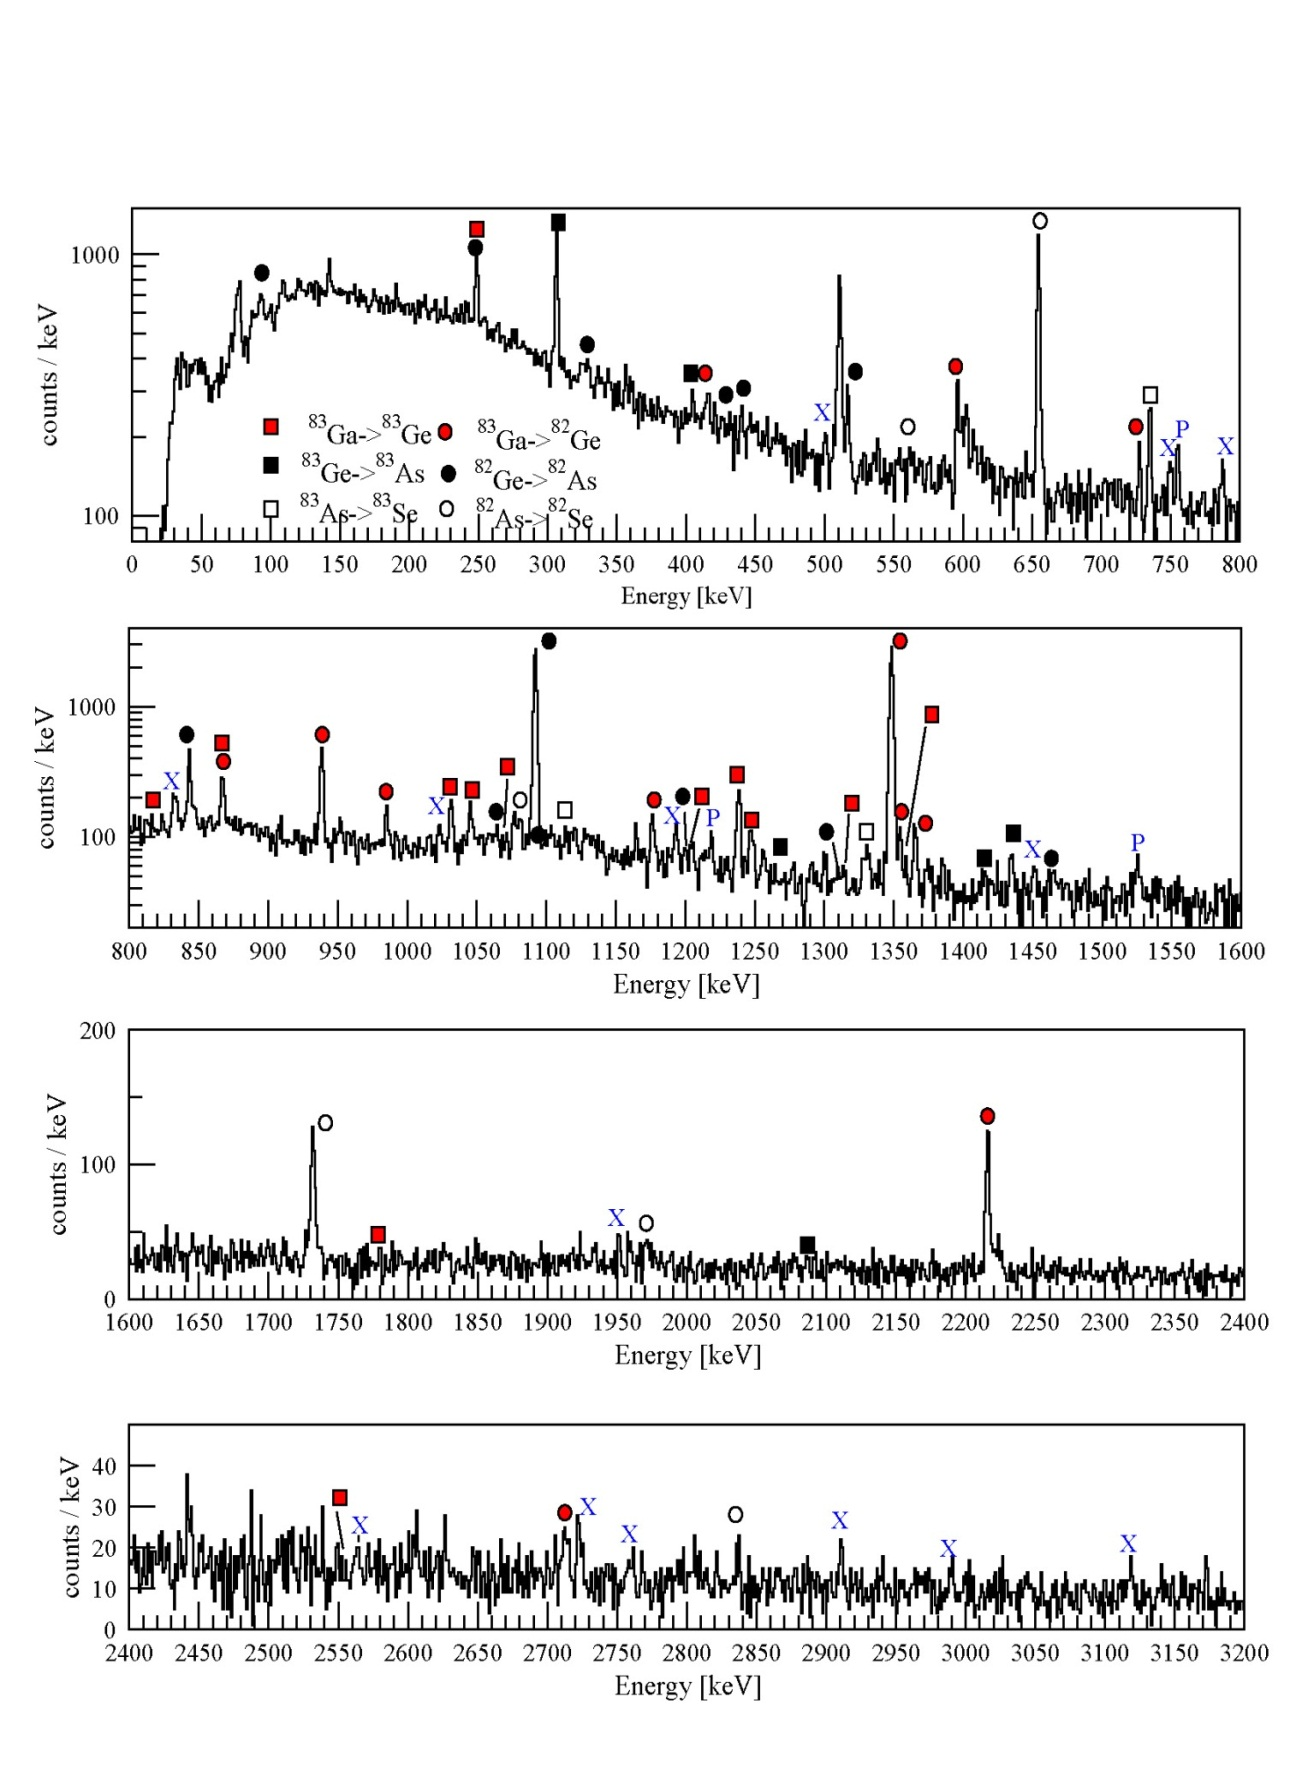 1000
100
counts / keV
X
X
P
X
83Ga->83Ge
83Ga->82Ge
83Ge->83As
82Ge->82As
83As->83Se
82As->82Se
0 50 100 150 200 250 300 350 400 450 500 550 600 650 700 750 800
Energy [keV]
1000
100
counts / keV
X
X
X
P
X
P
800 850 900 950 1000 1050 1100 1150 1200 1250 1300 1350 1400 1450 1500 1550 1600
Energy [keV]
200
100
0
counts / keV
X
1600 1650 1700 1750 1800 1850 1900 1950 2000 2050 2100 2150 2200 2250 2300 2350 2400
Energy [keV]
40
30
20
10
0
counts / keV
X
X
X
X
X
X
2400 2450 2500 2550 2600 2650 2700 2750 2800 2850 2900 2950 3000 3050 3100 3150 3200
Energy [keV]